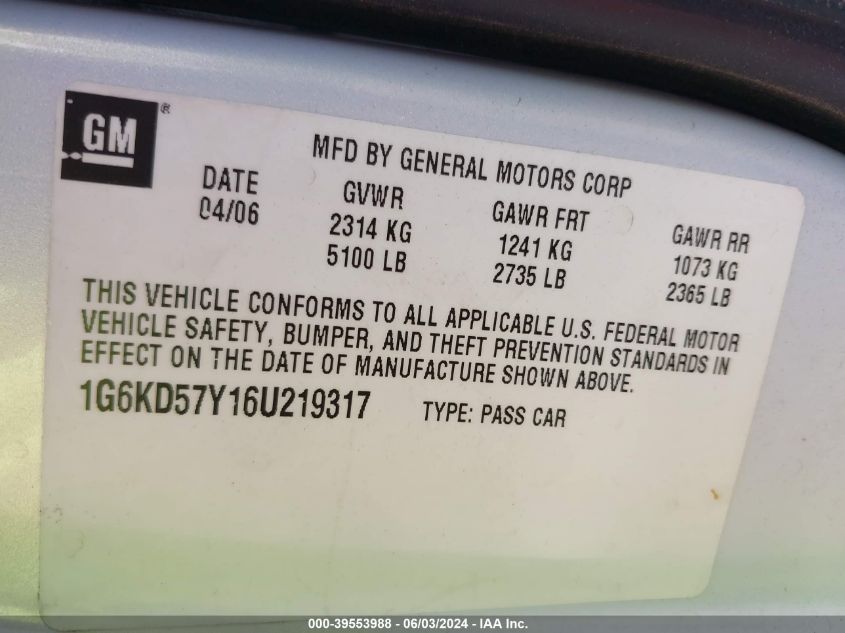 GM ®
MFD BY GENERAL MOTORS CORP
DATE GVWR GAWR FRT GAWR RR
04/06 2314 KG 1241 KG 1073 KG
5100 LB 2735 LB 2365 LB
THIS VEHICLE CONFORMS TO ALL APPLICABLE U.S. FEDERAL MOTOR
VEHICLE SAFETY, BUMPER, AND THEFT PREVENTION STANDARDS IN
EFFECT ON THE DATE OF MANUFACTURE SHOWN ABOVE.
1G6KD57Y16U219317 TYPE: PASS CAR
000-39553988 - 06/03/2024 - IAA Inc.